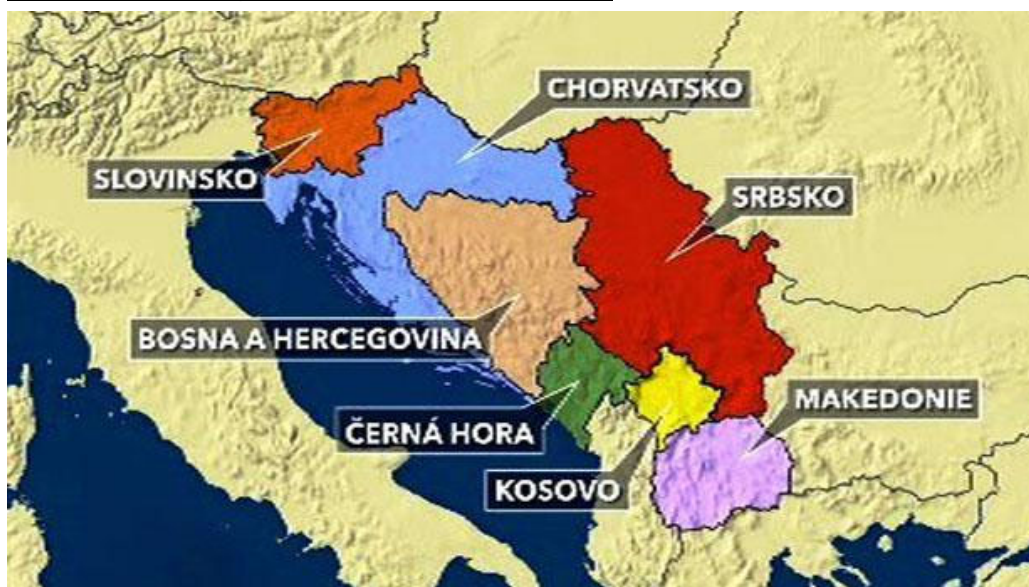 CHORVATSKO
SLOVINSKO
SRBSKO
BOSNA A HERCEGOVINA
MAKEDONIE
ČERNÁ HORA
KOSOVO